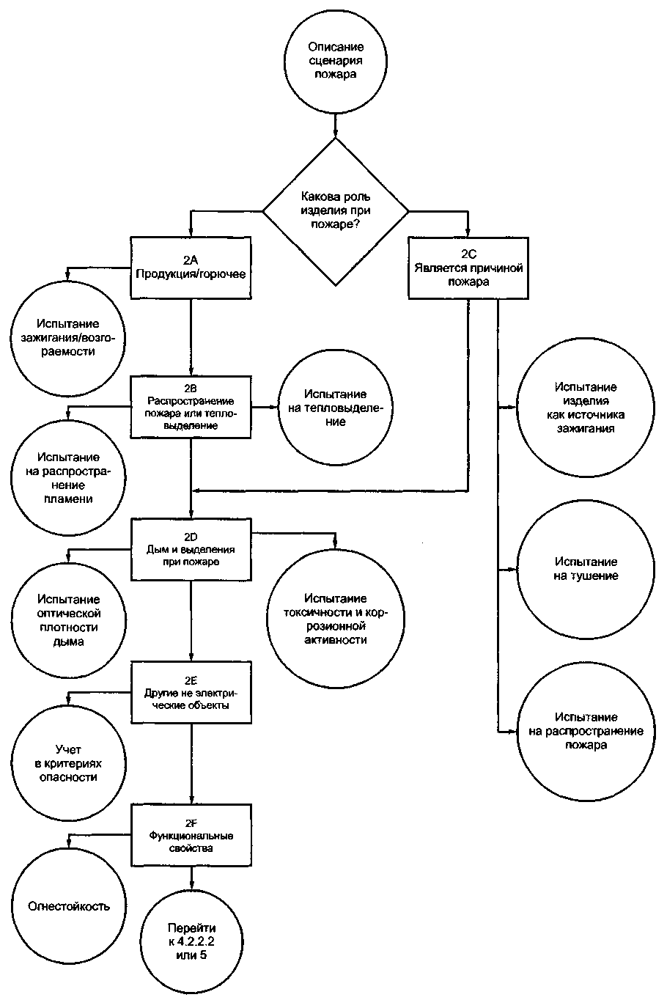 Описание
сценария
пожара
Какова роль
изделия при
пожаре?
2A
Продукция/горючее
2C
Является причиной
пожара
Испытание
зажигания/возго-
раемости
2B
Распространение
пожара или тепло-
выделение
Испытание
на тепловыделе-
ение
Испытание
изделия
как источника
зажигания
Испытание
на распростра-
нение
пламени
2D
Дым и выделения
при пожаре
Испытание
на тушение
Испытание
оптической
плотности
дыма
Испытание
токсичности и кор-
розионной
активности
2E
Другие не электри-
ческие объекты
Испытание
на распространение
пожара
Учет
в критериях
опасности
2F
Функциональные
свойства
Огнестойкость
Перейти
к 4.2.2.2
или 5